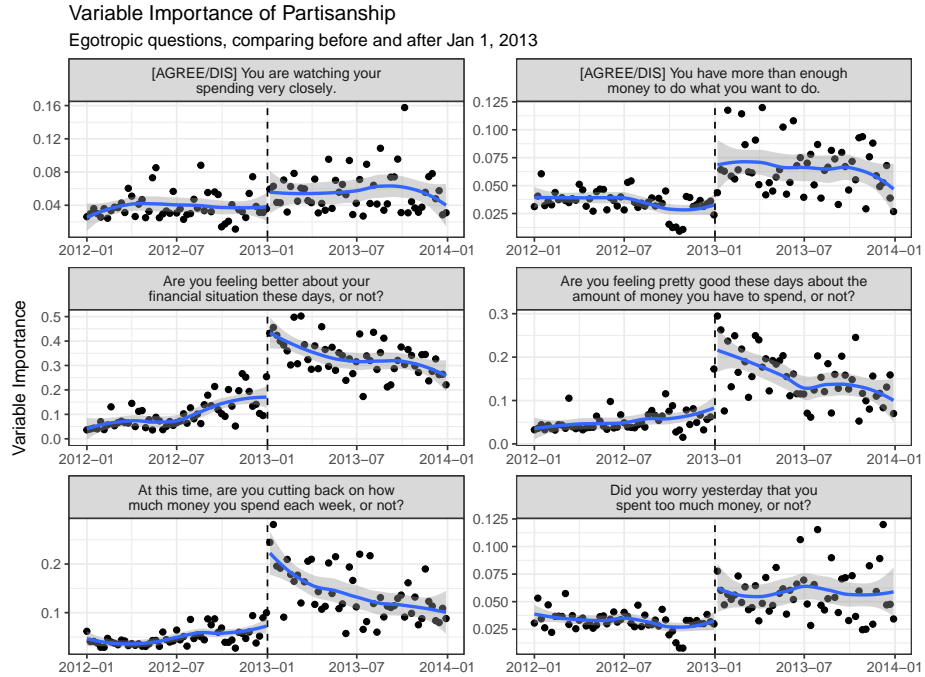 Variable Importance of Partisanship
Egotropic questions, comparing before and after Jan 1, 2013
Variable Importance
[AGREE/DIS] You are watching your
spending very closely.
0.16
0.12
0.08
0.04
2012–01 2012–07 2013–01 2013–07 2014–01
[AGREE/DIS] You have more than enough
money to do what you want to do.
0.125
0.100
0.075
0.050
0.025
2012–01 2012–07 2013–01 2013–07 2014–01
Are you feeling better about your
financial situation these days, or not?
0.5
0.4
0.3
0.2
0.1
0.0
2012–01 2012–07 2013–01 2013–07 2014–01
Are you feeling pretty good these days about the
amount of money you have to spend, or not?
0.3
0.2
0.1
0.0
2012–01 2012–07 2013–01 2013–07 2014–01
At this time, are you cutting back on how
much money you spend each week, or not?
0.2
0.1
2012–01 2012–07 2013–01 2013–07 2014–01
Did you worry yesterday that you
spent too much money, or not?
0.125
0.100
0.075
0.050
0.025
2012–01 2012–07 2013–01 2013–07 2014–01